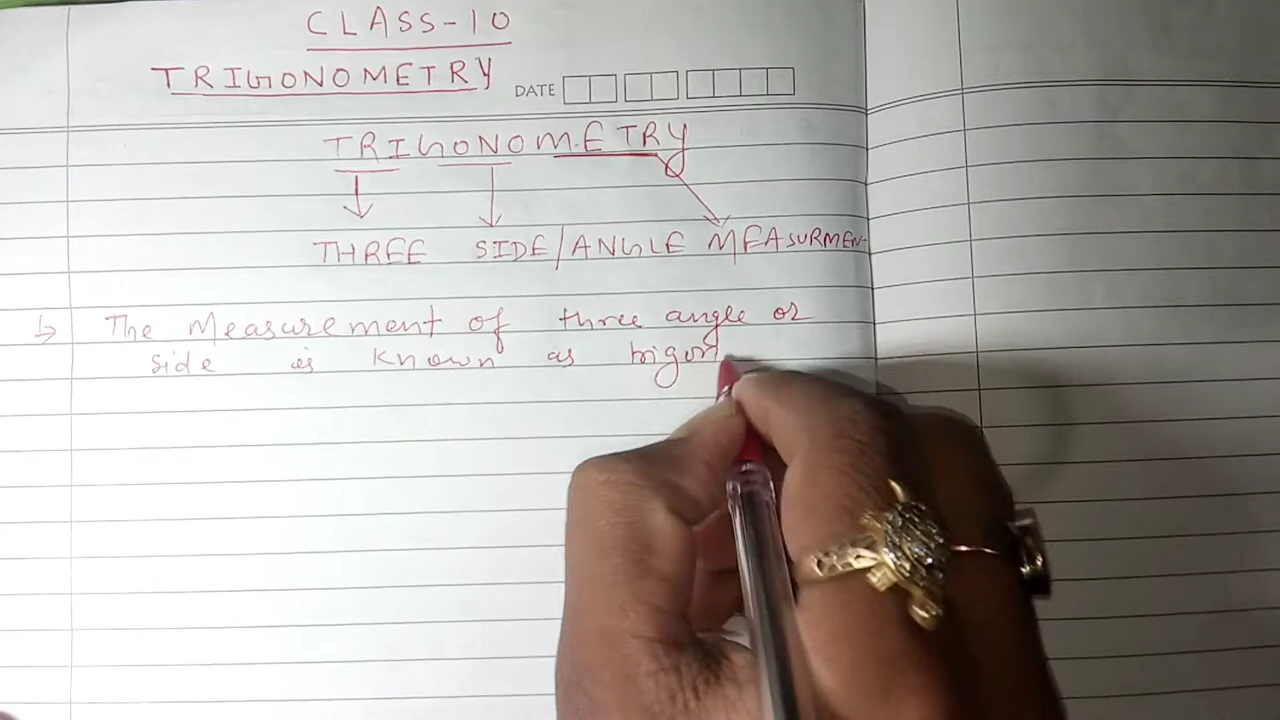 CLASS-10
TRIGONOMETRY
DATE
TRIGONOMETRY
THREE SIDE/ANGLE MEASURMEN
The Measurement of three angle or
side is known as trigon